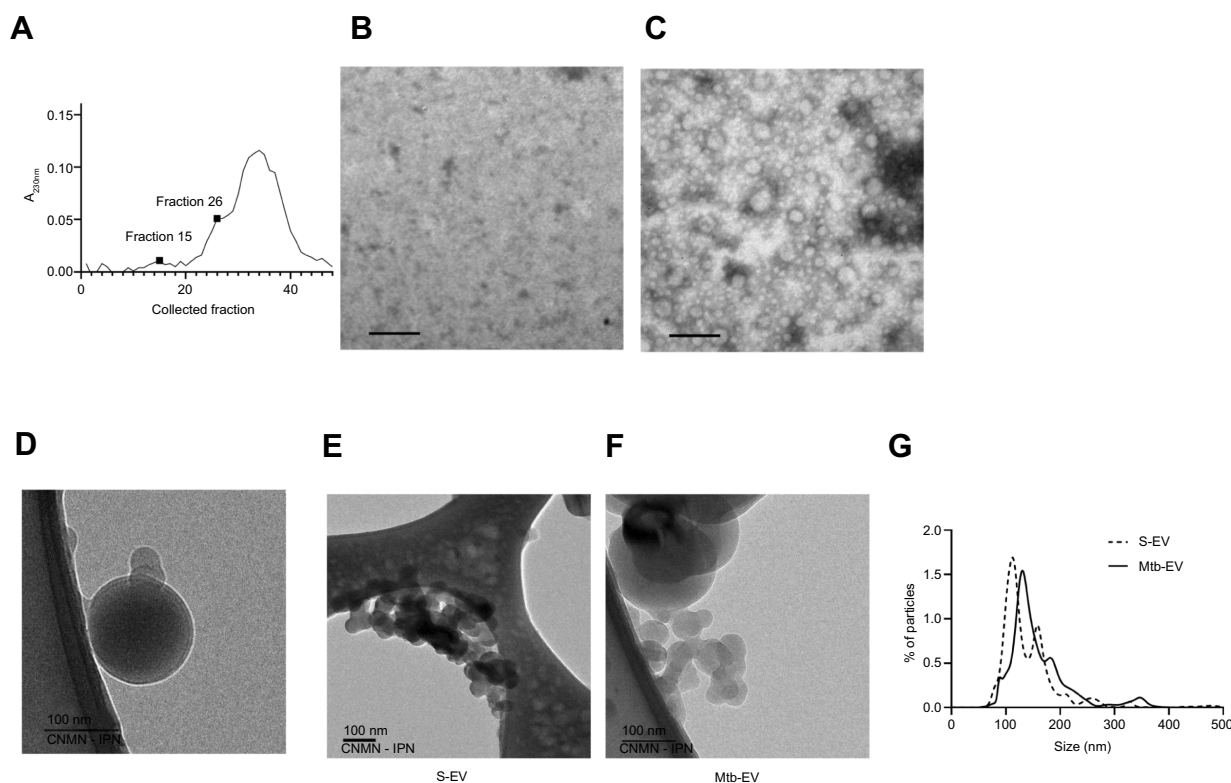 A
B
C
0.15
0.10
0.05
0.00
A230nm
Fraction 26
Fraction 15
0
20
40
Collected fraction
D
E
F
G
100 nm
CNMN - IPN
100 nm
CNMN - IPN
S-EV
100 nm
CNMN - IPN
Mtb-EV
2.0
1.5
1.0
0.5
0.0
% of particles
S-EV
Mtb-EV
0
100
200
300
400
500
Size (nm)